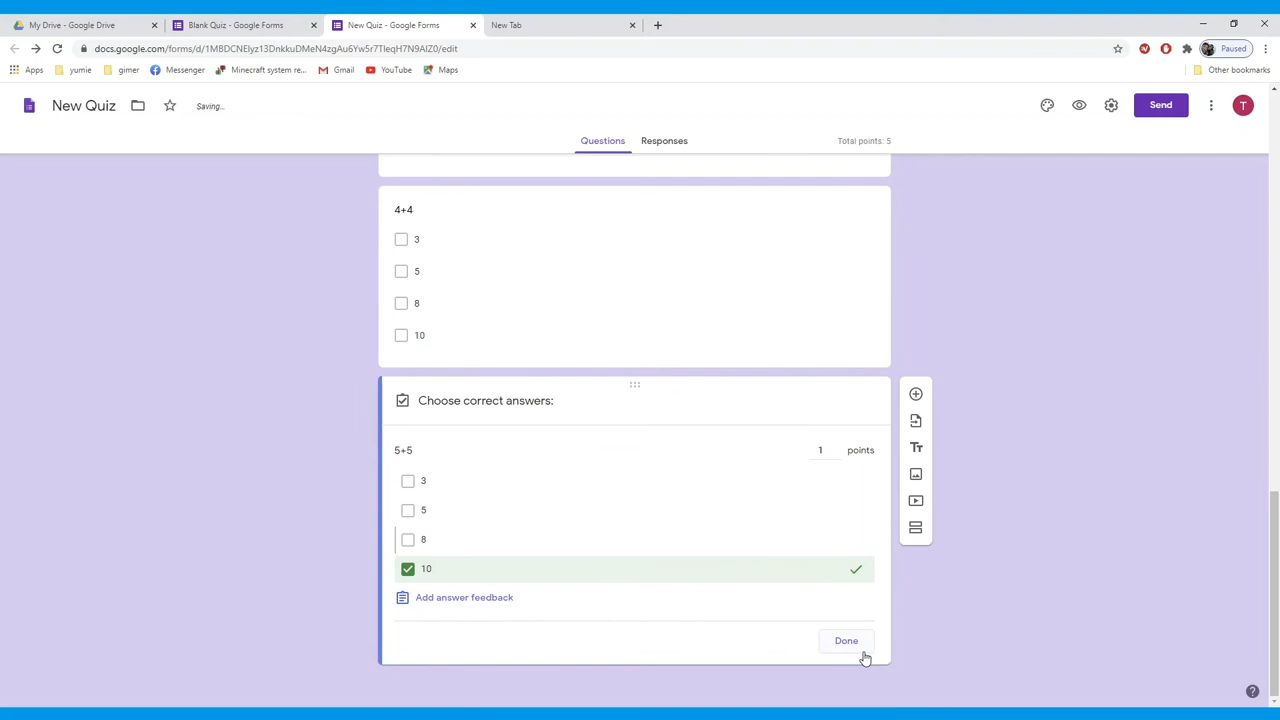 My Drive - Google Drive
Blank Quiz - Google Forms
New Quiz - Google Forms
New Tab
docs.google.com/forms/d/1MBDCNElyz13DnkkuDMeN4zgAu6Yw5r7TleqH7N9AlZ0/edit
Paused
Apps
yumie
gimer
Messenger
Minecraft system re...
Gmail
YouTube
Maps
Other bookmarks
New Quiz
Saving...
Send
T
Questions
Responses
Total points: 5
4+4
3
5
8
10
Choose correct answers:
5+5
1 points
3
5
8
10
Add answer feedback
Done